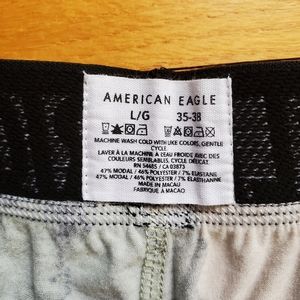 AMERICAN EAGLE
L/G 35-38
MACHINE WASH COLD WITH LIKE COLORS, GENTLE
CYCLE
LAVER À LA MACHINE À L'EAU FROIDE AVEC DES
COULEURS SEMBLABLES, CYCLE DÉLICAT
RN 54485 / CA 03873
47% MODAL / 46% POLYESTER / 7% ELASTANE
47% MODAL / 46% POLYESTER / 7% ÉLASTHANNE
MADE IN MACAU
FABRIQUÉ À MACAO